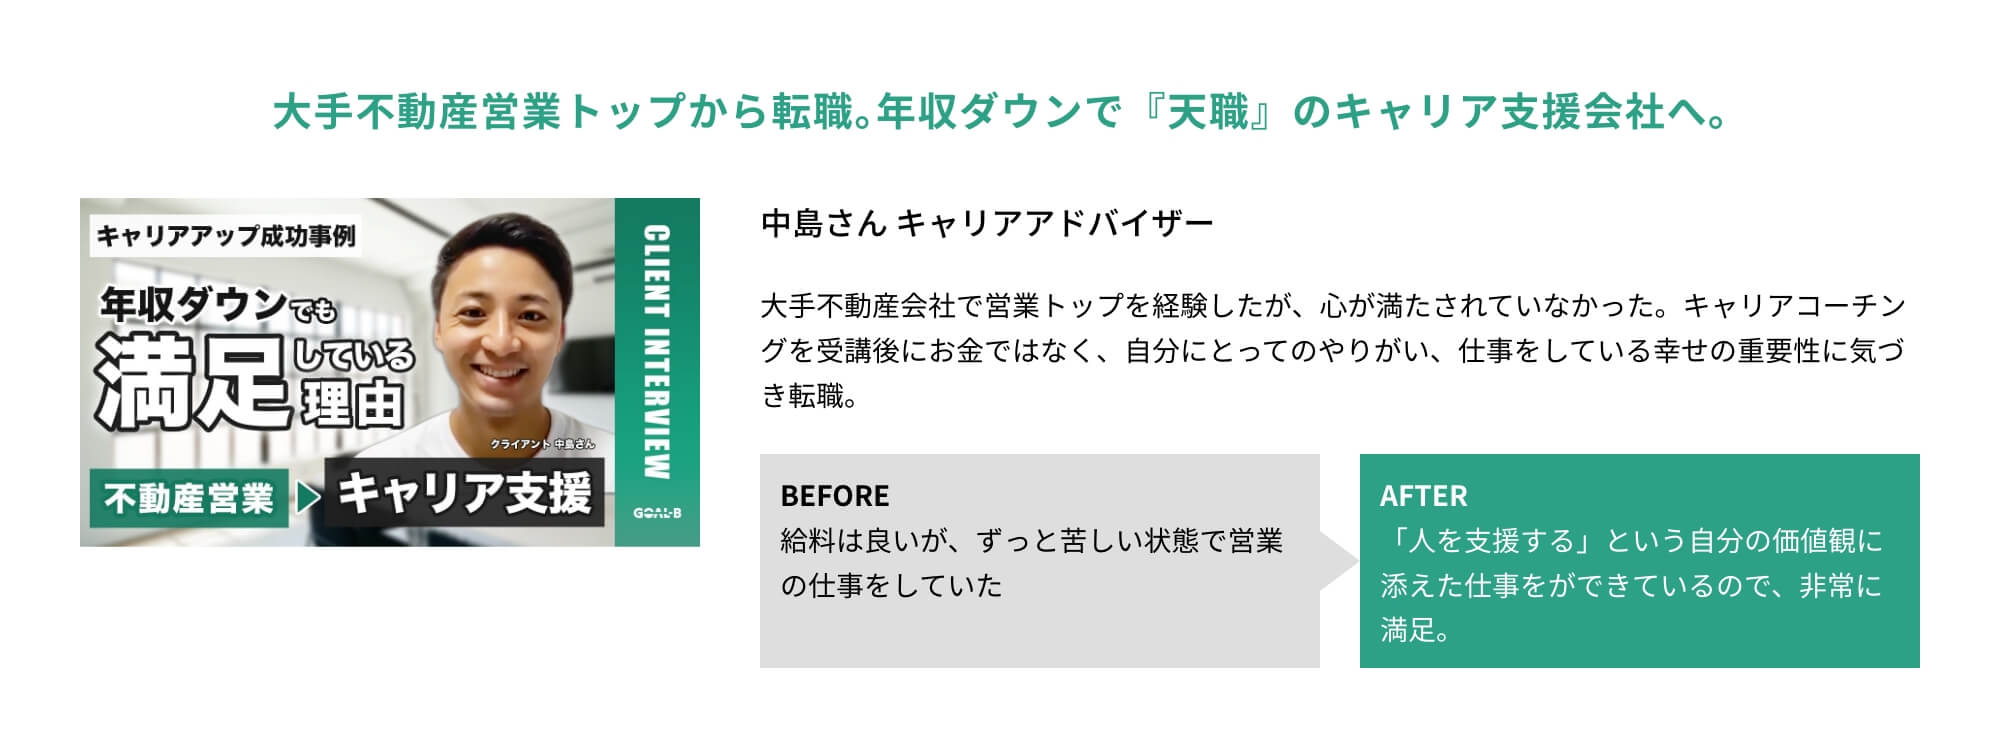 大手不動産営業トップから転職。年収ダウンで『天職』のキャリア支援会社へ。
キャリアアップ成功事例
年収ダウンでも
満足している
理由
クライアント 中島さん
不動産営業
キャリア支援
CLIENT INTERVIEW
GOAL-B
中島さん キャリアアドバイザー
大手不動産会社で営業トップを経験したが、心が満たされていなかった。キャリアコーチン
グを受講後にお金ではなく、自分にとってのやりがい、仕事をしている幸せの重要性に気づ
き転職。
BEFORE
給料は良いが、ずっと苦しい状態で営業
の仕事をしていた
AFTER
「人を支援する」という自分の価値観に
添えた仕事をができているので、非常に
満足。